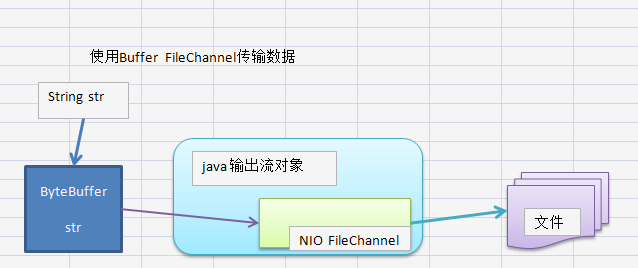 使用Buffer FileChannel传输数据
String str
ByteBuffer
str
java输出流对象
NIO FileChannel
文件